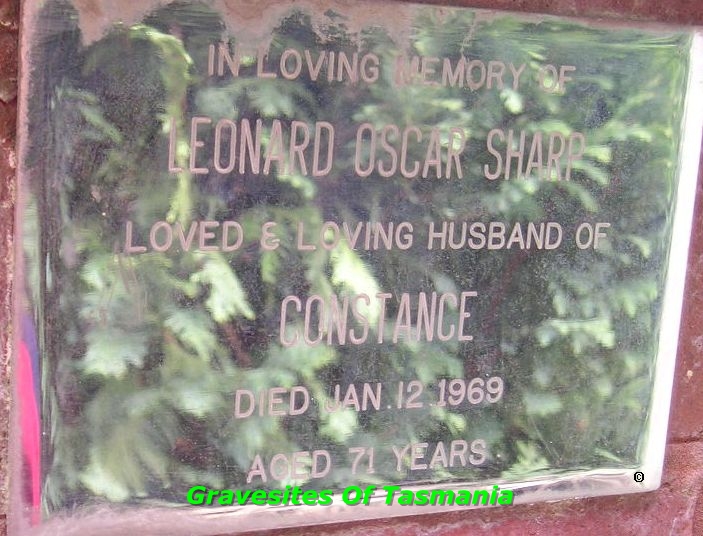 IN LOVING MEMORY OF
LEONARD OSCAR SHARP
LOVED & LOVING HUSBAND OF
CONSTANCE
DIED JAN. 12. 1969
AGED 71 YEARS
Gravesites Of Tasmania
©